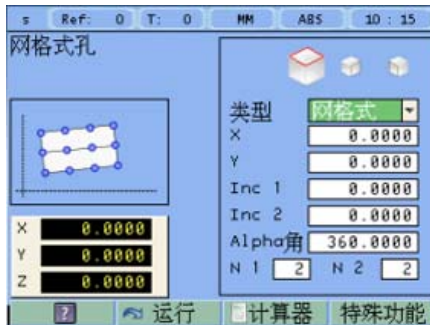 s Ref: 0 T: 0 MM ABS 10 : 15
网格式孔
类型 网格式
X 0.0000
Y 0.0000
Inc 1 0.0000
Inc 2 0.0000
Alpha角 360.0000
N 1 2 N 2 2
X 0.0000
Y 0.0000
Z 0.0000
? 运行 计算器 特殊功能